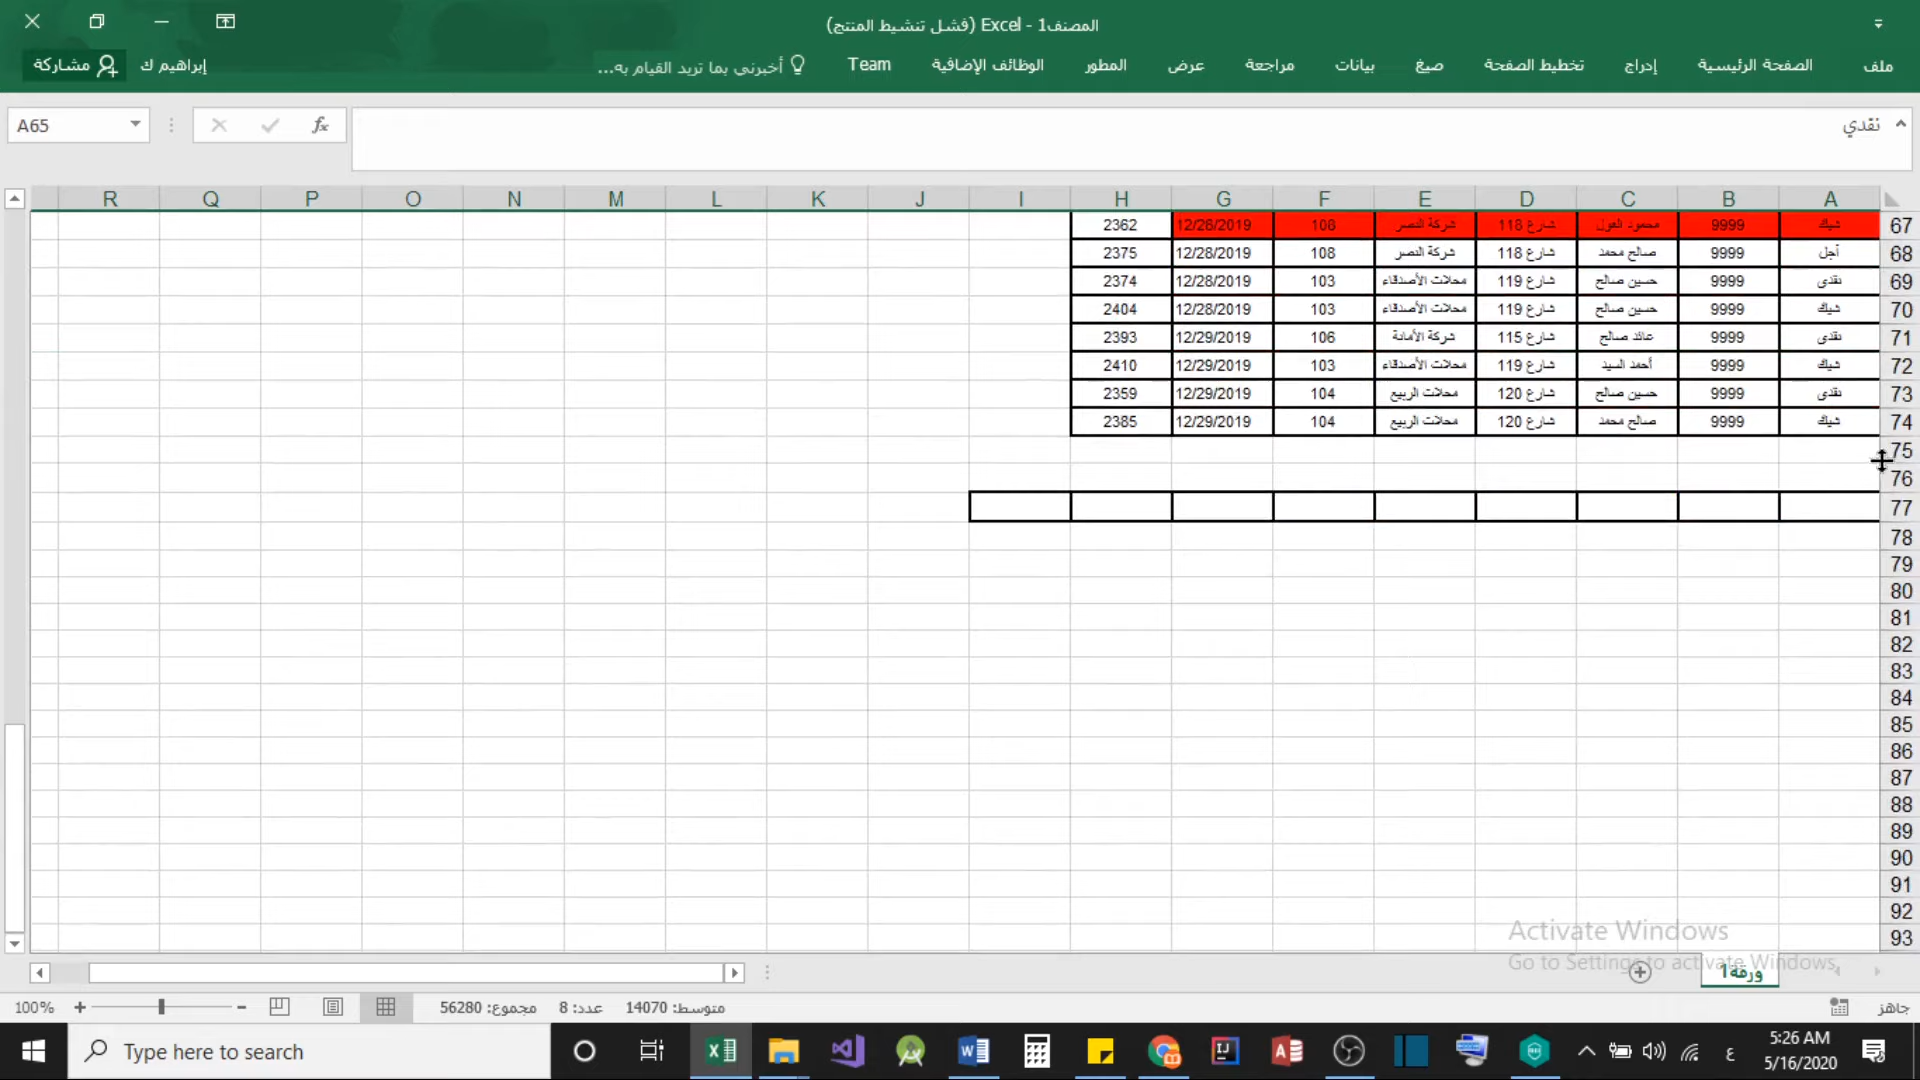 المصنف1 - Excel (فشل تنشيط المنتج)
ملف الصفحة الرئيسية إدراج تخطيط الصفحة صيغ بيانات مراجعة عرض المطور الوظائف الإضافية Team أخبرني بما تريد القيام به... إبراهيم ك مشاركة
A65 fx نقدي
A B C D E F G H I J K L M N O P Q R
67 شيك 9999 محمود الغول شارع 118 شركة النصر 108 12/28/2019 2362
68 أجل 9999 صالح محمد شارع 118 شركة النصر 108 12/28/2019 2375
69 نقدى 9999 حسين صالح شارع 119 محلات الأصدقاء 103 12/28/2019 2374
70 شيك 9999 حسين صالح شارع 119 محلات الأصدقاء 103 12/28/2019 2404
71 نقدى 9999 عائد صالح شارع 115 شركة الأمانة 106 12/29/2019 2393
72 شيك 9999 أحمد السيد شارع 119 محلات الأصدقاء 103 12/29/2019 2410
73 نقدى 9999 حسين صالح شارع 120 محلات الربيع 104 12/29/2019 2359
74 شيك 9999 صالح محمد شارع 120 محلات الربيع 104 12/29/2019 2385
75
76
77
78
79
80
81
82
83
84
85
86
87
88
89
90
91
92
93
Activate Windows
Go to Settings to activate Windows.
ورقة1
جاهز متوسط: 14070 عدد: 8 مجموع: 56280 100%
Type here to search
ع
5:26 AM
5/16/2020